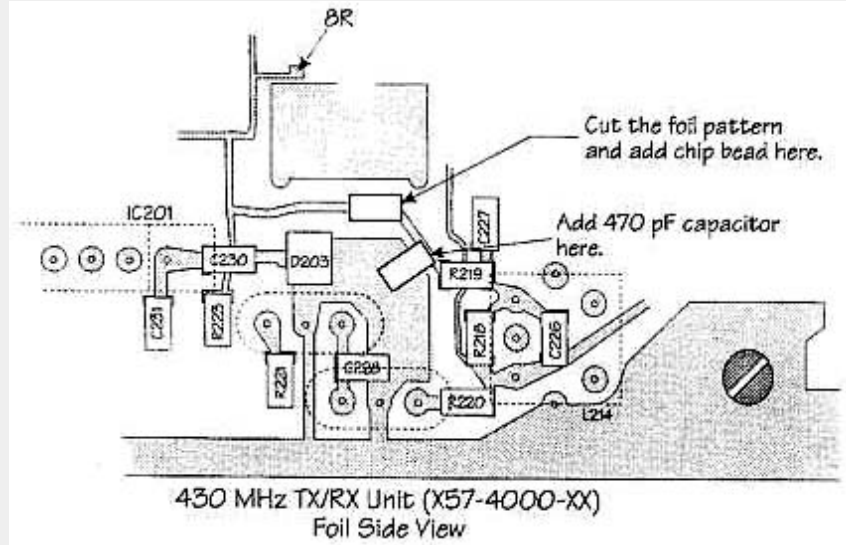 8R
Cut the foil pattern
and add chip bead here.
IC201
C227
Add 470 pF capacitor
here.
C230
D203
R219
C231
R223
R218
C226
R221
C228
R220
L214
430 MHz TX/RX Unit (X57-4000-XX)
Foil Side View